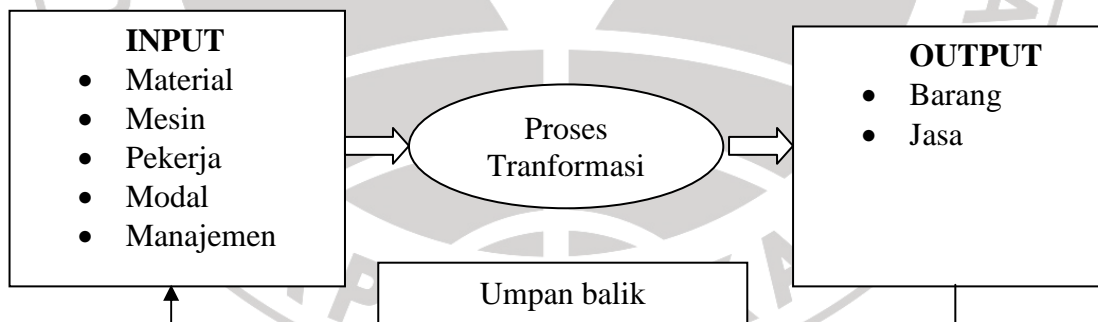 INPUT
• Material
• Mesin
• Pekerja
• Modal
• Manajemen
Proses
Tranformasi
OUTPUT
• Barang
• Jasa
Umpan balik